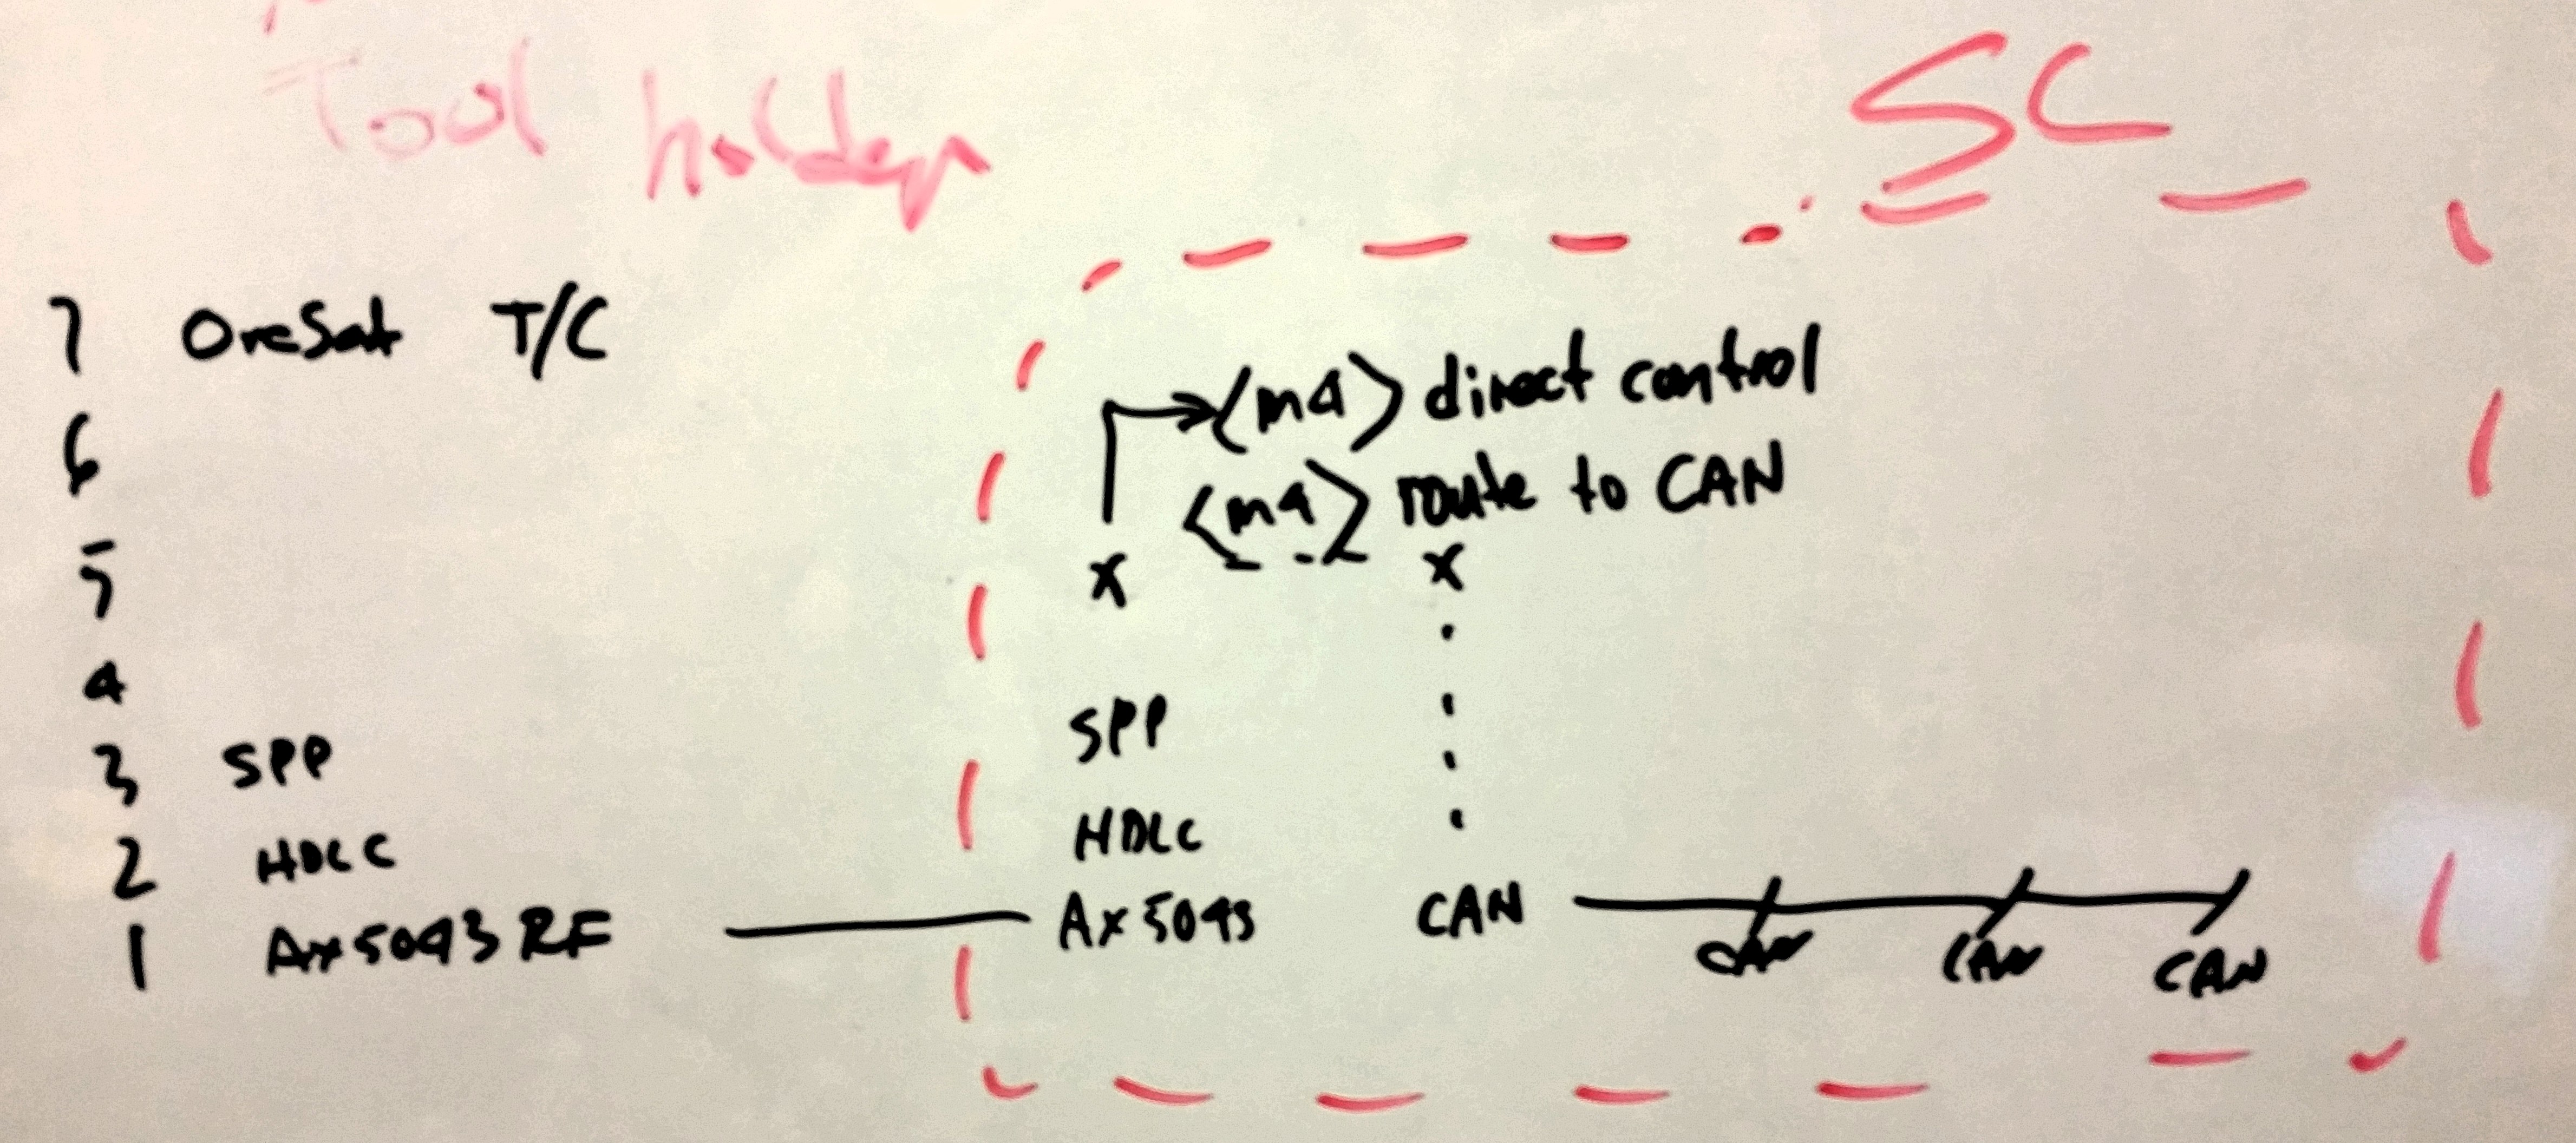 Tool holder
SC
7 OreSat T/C
<m4> direct control
6
<m4> route to CAN
5
x x
4
3 SPP
SPP
2 HDLC
HDLC
1 Ax5043 RF
Ax5043
CAN
CAN CAN CAN